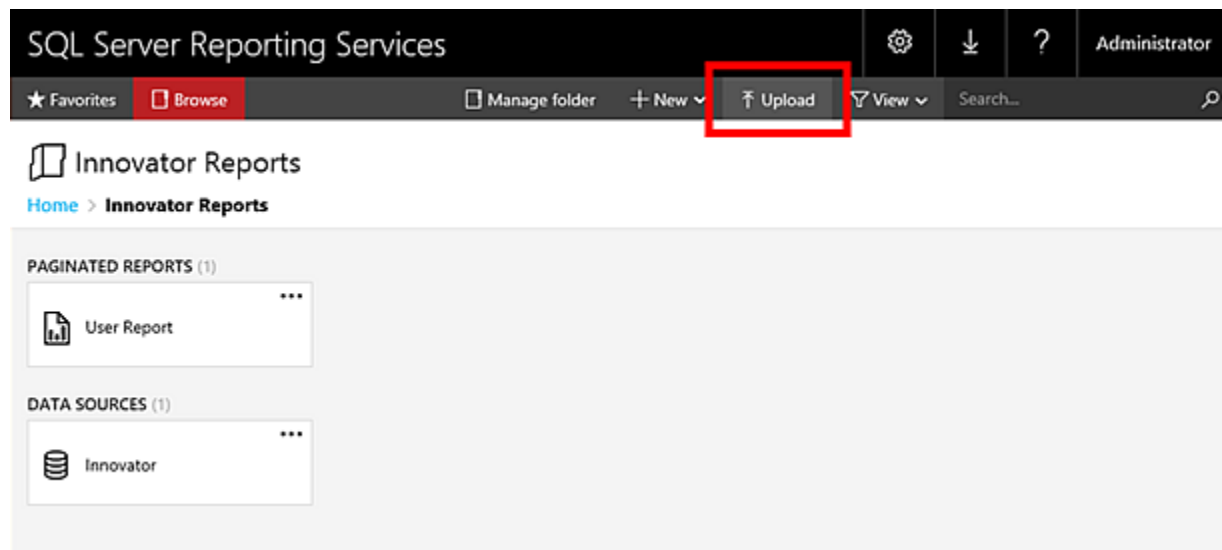 SQL Server Reporting Services ? Administrator
Favorites Browse Manage folder New Upload View Search...
Innovator Reports
Home > Innovator Reports
PAGINATED REPORTS (1)
User Report
DATA SOURCES (1)
Innovator